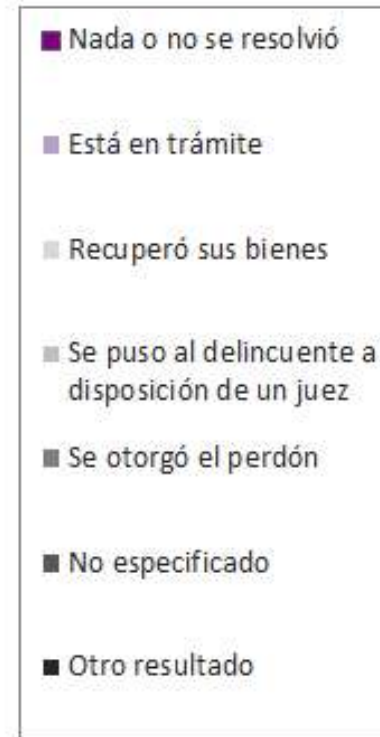 Nada o no se resolvió
Está en trámite
Recuperó sus bienes
Se puso al delincuente a
disposición de un juez
Se otorgó el perdón
No especificado
Otro resultado